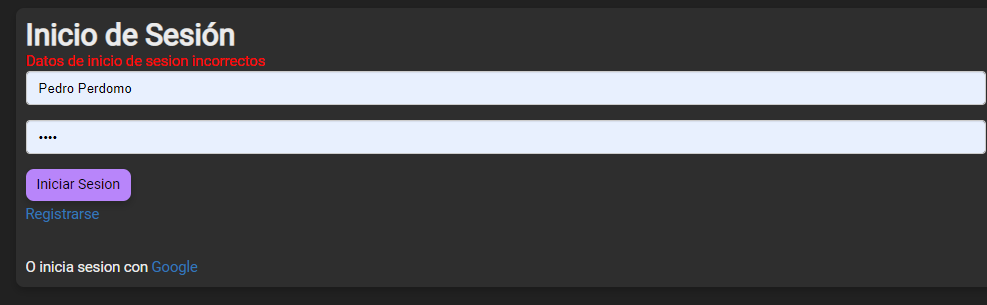 Inicio de Sesión
Datos de inicio de sesion incorrectos
Pedro Perdomo
••••
Iniciar Sesion
Registrarse
O inicia sesion con Google